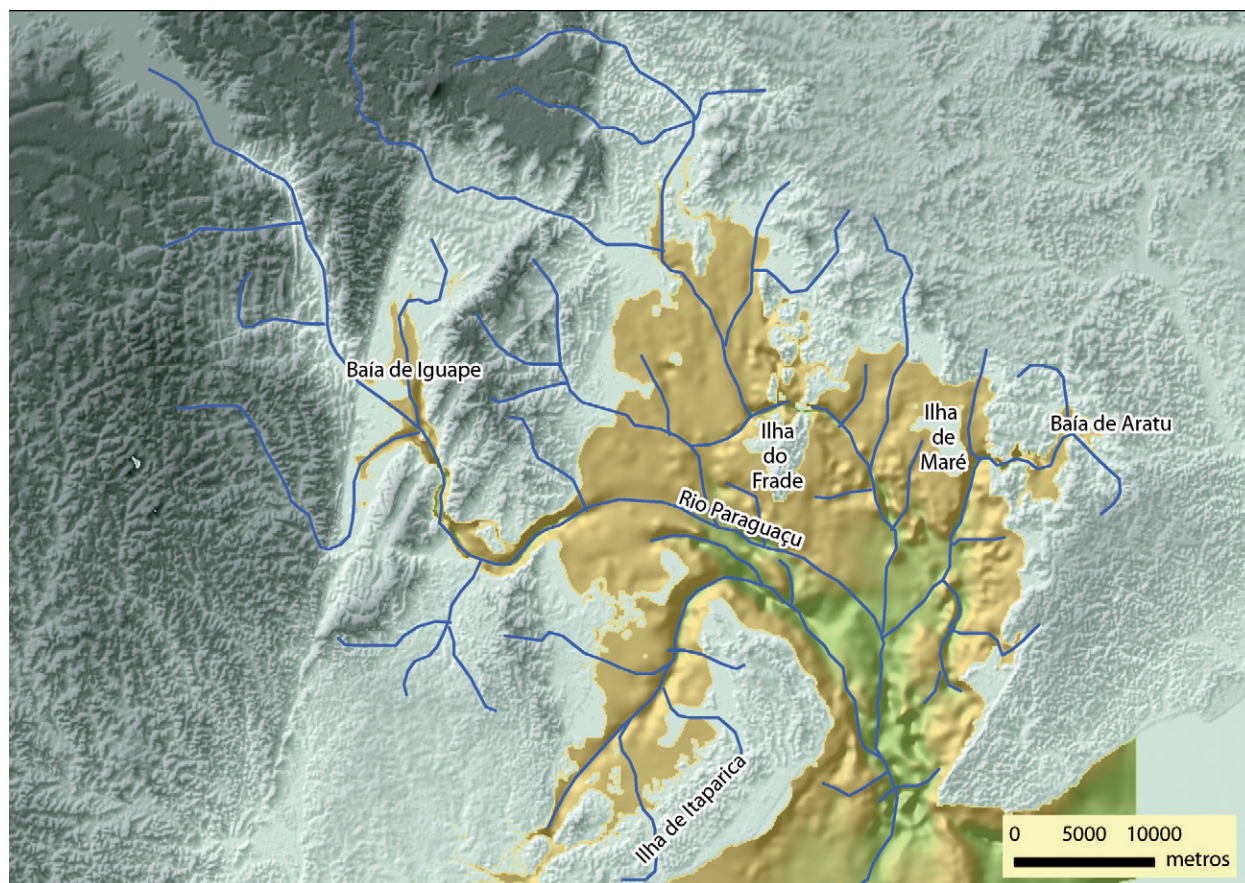 Baía de Iguape
Ilha
do
Frade
Ilha
de
Maré
Baía de Aratu
Rio Paraguaçu
Ilha de Itaparica
0 5000 10000
metros